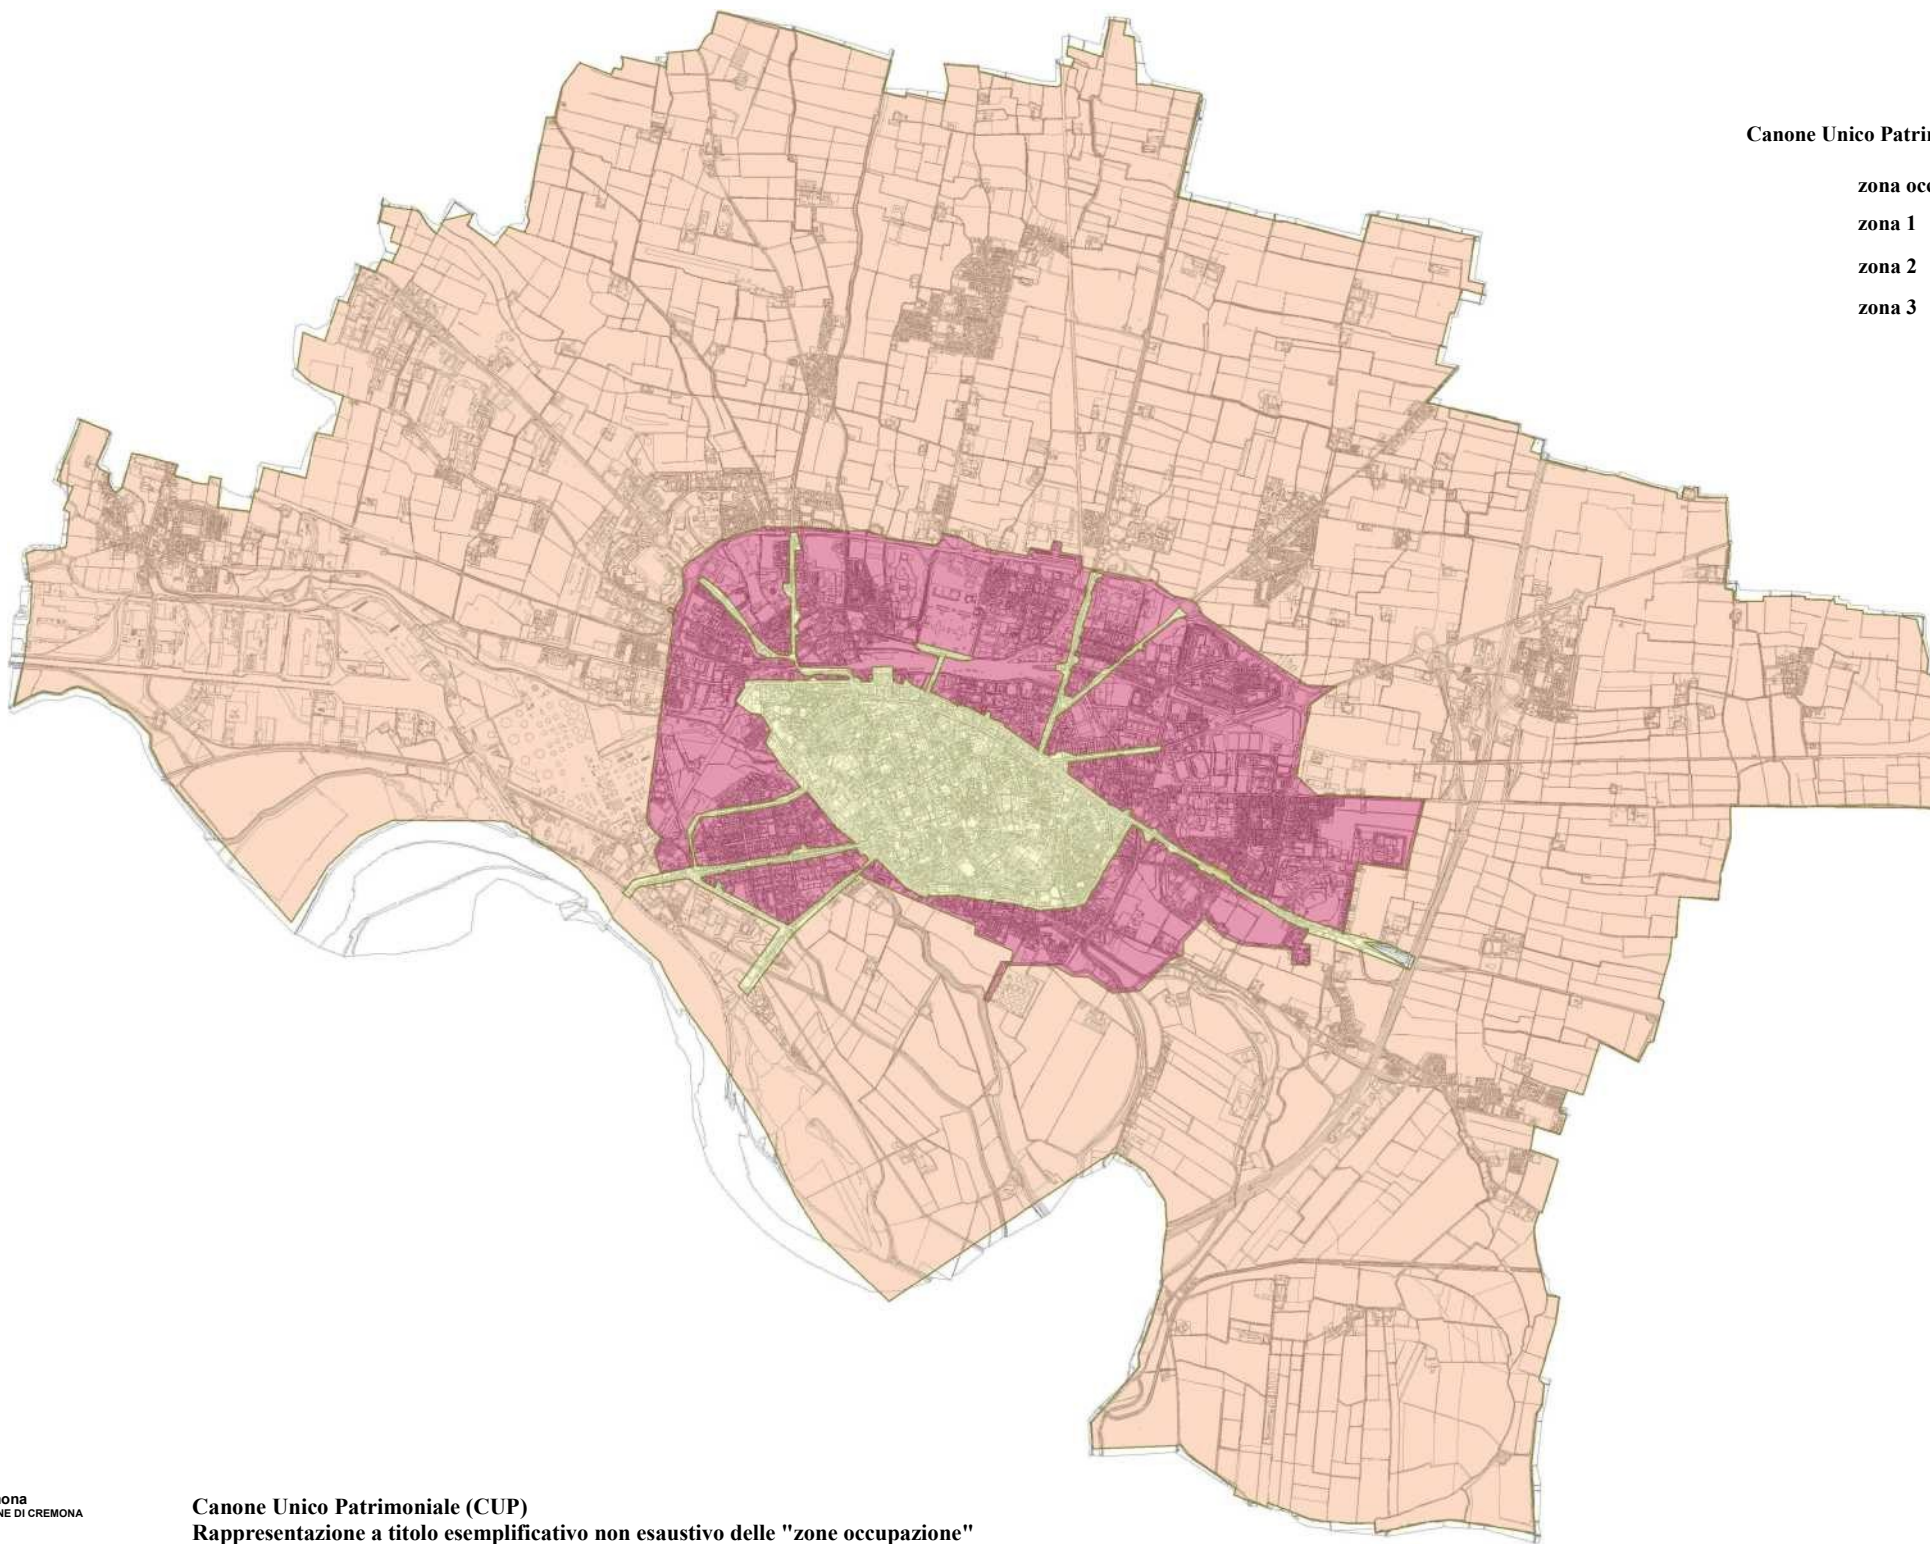 Canone Unico Patrim
zona occ
zona 1
zona 2
zona 3
ona
NE DI CREMONA
Canone Unico Patrimoniale (CUP)
Rappresentazione a titolo esemplificativo non esaustivo delle "zone occupazione"